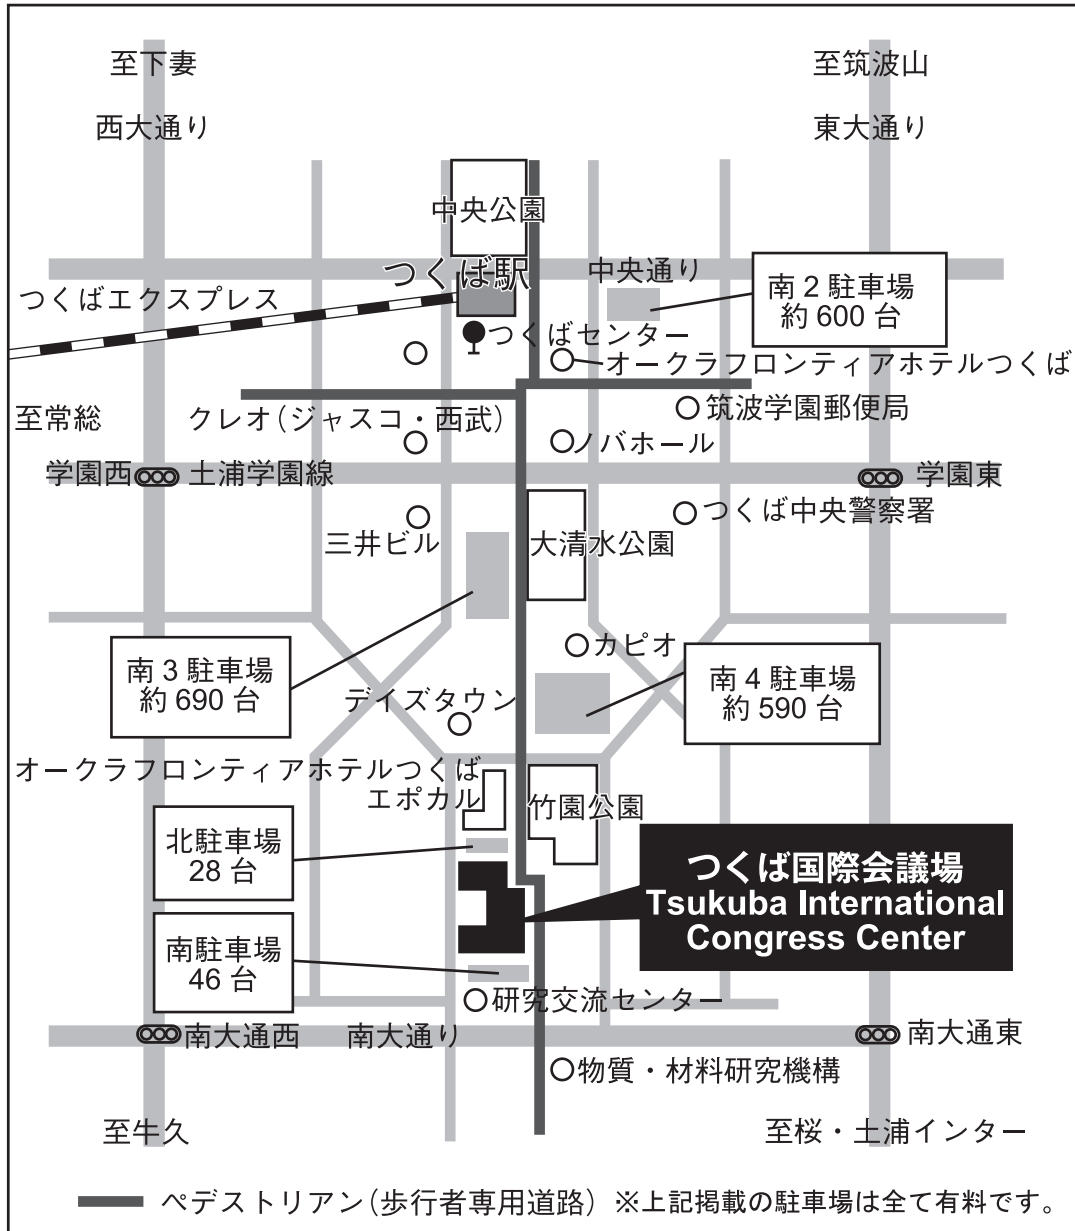 至下妻
至筑波山
西大通り
東大通り
中央公園
つくば駅
中央通り
南2駐車場
約600台
つくばエクスプレス
つくばセンター
オークラフロンティアホテルつくば
至常総
クレオ(ジャスコ・西武)
筑波学園郵便局
ノバホール
学園西
土浦学園線
学園東
つくば中央警察署
三井ビル
大清水公園
カピオ
南3駐車場
約690台
南4駐車場
約590台
デイズタウン
オークラフロンティアホテルつくば
エポカル
竹園公園
北駐車場
28台
つくば国際会議場
Tsukuba International
Congress Center
南駐車場
46台
研究交流センター
南大通西
南大通り
南大通東
物質・材料研究機構
至牛久
至桜・土浦インター
ペデストリアン(歩行者専用道路) ※上記掲載の駐車場は全て有料です。